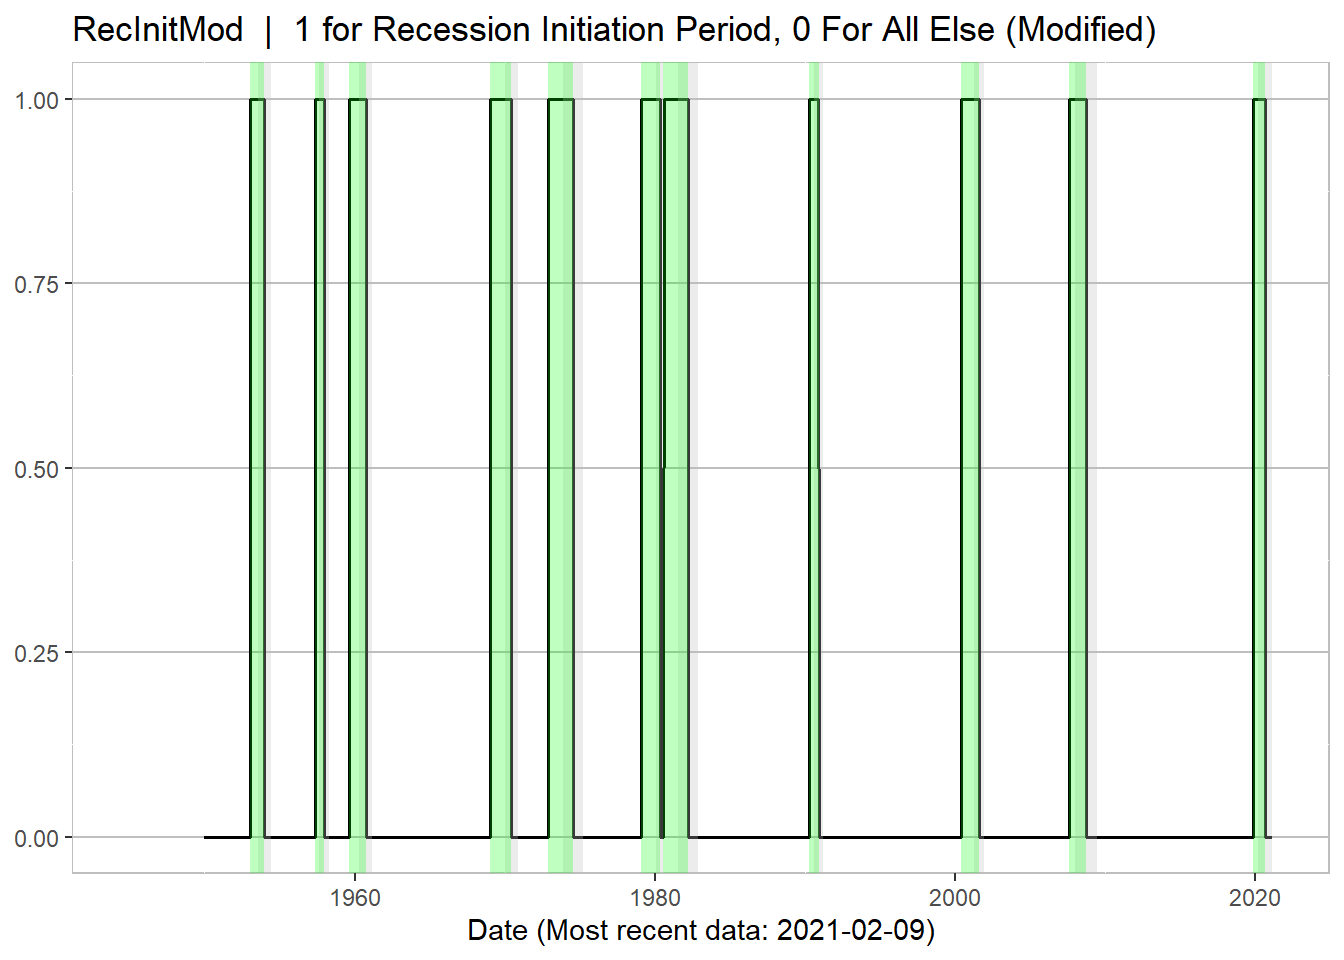 RecInitMod | 1 for Recession Initiation Period, 0 For All Else (Modified)
1.00
0.75
0.50
0.25
0.00
1960 1980 2000 2020
Date (Most recent data: 2021-02-09)